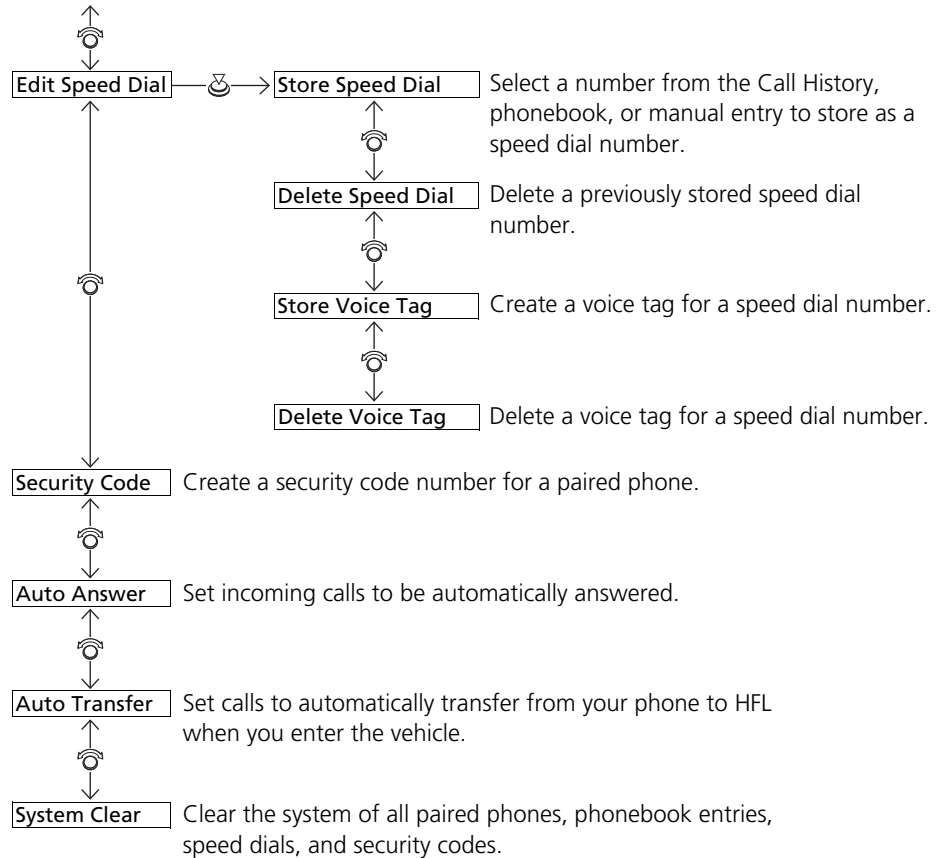 Edit Speed Dial
Store Speed Dial
Select a number from the Call History,
phonebook, or manual entry to store as a
speed dial number.
Delete Speed Dial
Delete a previously stored speed dial
number.
Store Voice Tag
Create a voice tag for a speed dial number.
Delete Voice Tag
Delete a voice tag for a speed dial number.
Security Code
Create a security code number for a paired phone.
Auto Answer
Set incoming calls to be automatically answered.
Auto Transfer
Set calls to automatically transfer from your phone to HFL
when you enter the vehicle.
System Clear
Clear the system of all paired phones, phonebook entries,
speed dials, and security codes.